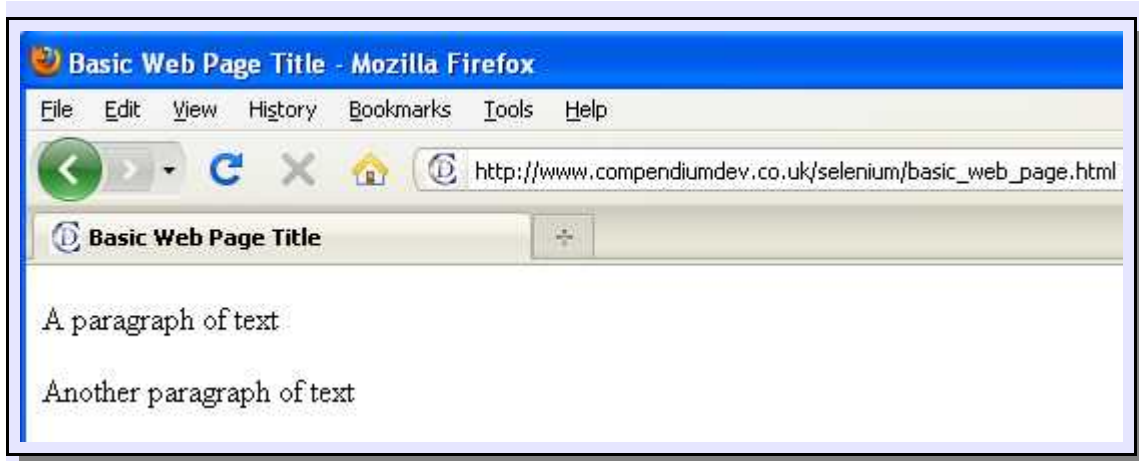 Basic Web Page Title - Mozilla Firefox
File Edit View History Bookmarks Tools Help
http://www.compendiumdev.co.uk/selenium/basic_web_page.html
Basic Web Page Title
A paragraph of text
Another paragraph of text